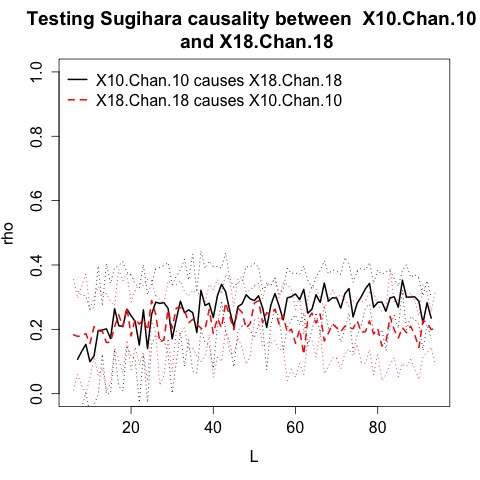 Testing Sugihara causality between X10.Chan.10
and X18.Chan.18
X10.Chan.10 causes X18.Chan.18
X18.Chan.18 causes X10.Chan.10
1.0
0.8
0.6
0.4
0.2
0.0
rho
20 40 60 80
L